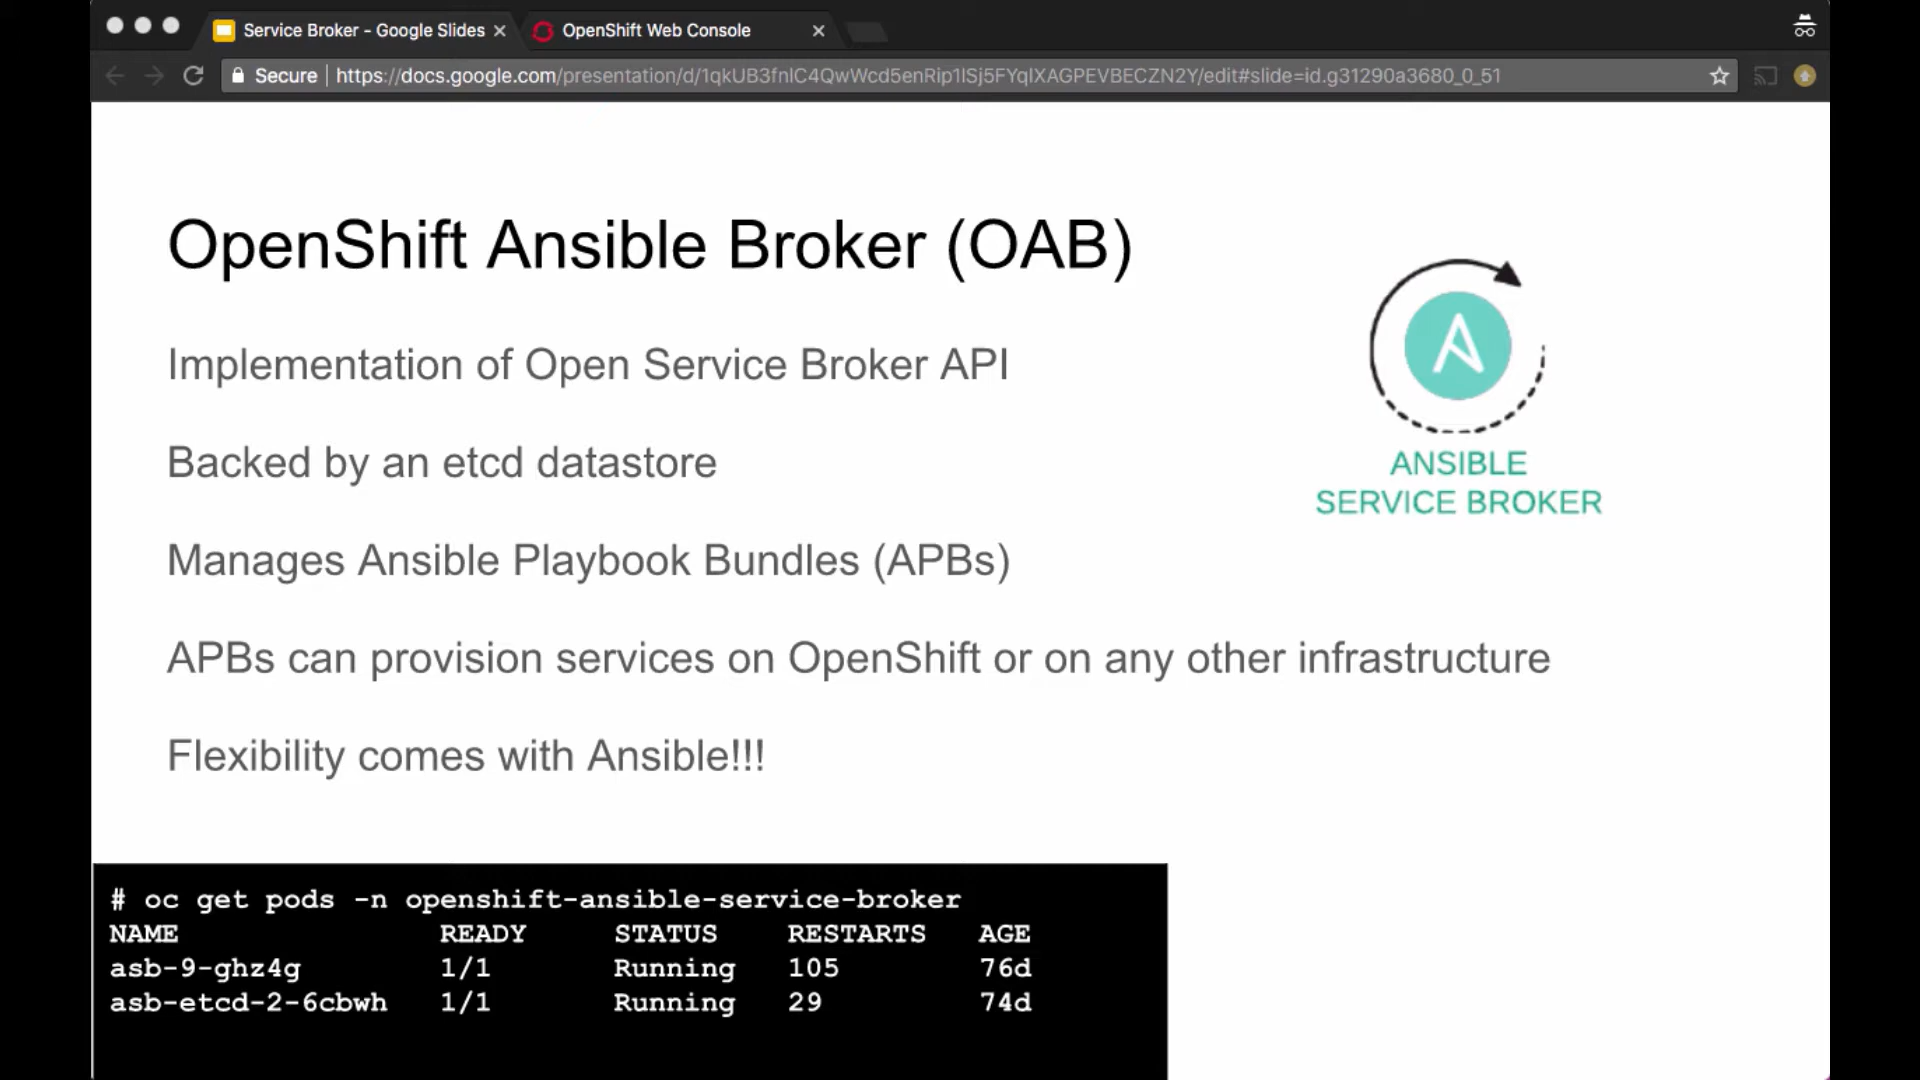 Service Broker - Google Slides
OpenShift Web Console
Secure
https://docs.google.com/presentation/d/1qkUB3fnlC4QwWcd5enRip1lSj5FYqlXAGPEVBECZN2Y/edit#slide=id.g31290a3680_0_51
OpenShift Ansible Broker (OAB)
Implementation of Open Service Broker API
Backed by an etcd datastore
Manages Ansible Playbook Bundles (APBs)
APBs can provision services on OpenShift or on any other infrastructure
Flexibility comes with Ansible!!!
ANSIBLE
SERVICE BROKER
# oc get pods -n openshift-ansible-service-broker
NAME READY STATUS RESTARTS AGE
asb-9-ghz4g 1/1 Running 105 76d
asb-etcd-2-6cbwh 1/1 Running 29 74d